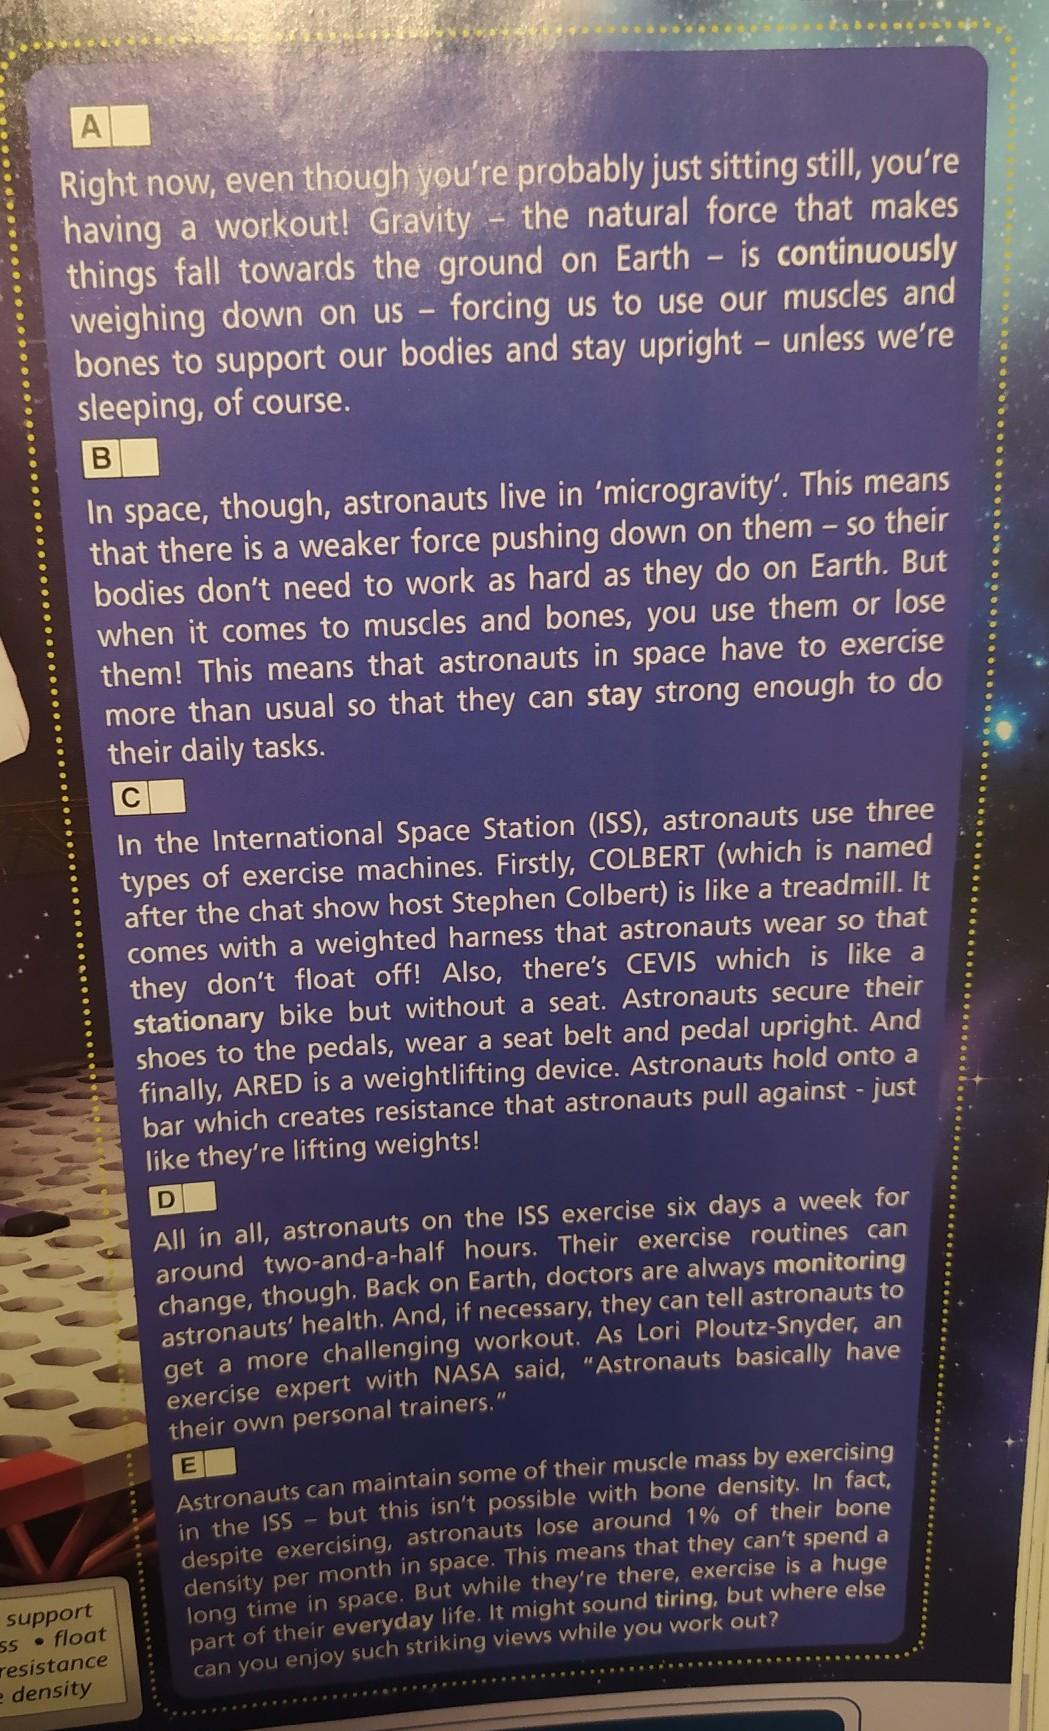 A
Right now, even though you're probably just sitting still, you're
having a workout! Gravity – the natural force that makes
things fall towards the ground on Earth – is continuously
weighing down on us – forcing us to use our muscles and
bones to support our bodies and stay upright – unless we're
sleeping, of course.
B
In space, though, astronauts live in 'microgravity'. This means
that there is a weaker force pushing down on them – so their
bodies don't need to work as hard as they do on Earth. But
when it comes to muscles and bones, you use them or lose
them! This means that astronauts in space have to exercise
more than usual so that they can stay strong enough to do
their daily tasks.
C
In the International Space Station (ISS), astronauts use three
types of exercise machines. Firstly, COLBERT (which is named
after the chat show host Stephen Colbert) is like a treadmill. It
comes with a weighted harness that astronauts wear so that
they don't float off! Also, there's CEVIS which is like a
stationary bike but without a seat. Astronauts secure their
shoes to the pedals, wear a seat belt and pedal upright. And
finally, ARED is a weightlifting device. Astronauts hold onto a
bar which creates resistance that astronauts pull against - just
like they're lifting weights!
D
All in all, astronauts on the ISS exercise six days a week for
around two-and-a-half hours. Their exercise routines can
change, though. Back on Earth, doctors are always monitoring
astronauts' health. And, if necessary, they can tell astronauts to
get a more challenging workout. As Lori Ploutz-Snyder, an
exercise expert with NASA said, "Astronauts basically have
their own personal trainers."
E
Astronauts can maintain some of their muscle mass by exercising
in the ISS – but this isn't possible with bone density. In fact,
despite exercising, astronauts lose around 1% of their bone
density per month in space. This means that they can't spend a
long time in space. But while they're there, exercise is a huge
part of their everyday life. It might sound tiring, but where else
can you enjoy such striking views while you work out?
support
ss • float
resistance
density